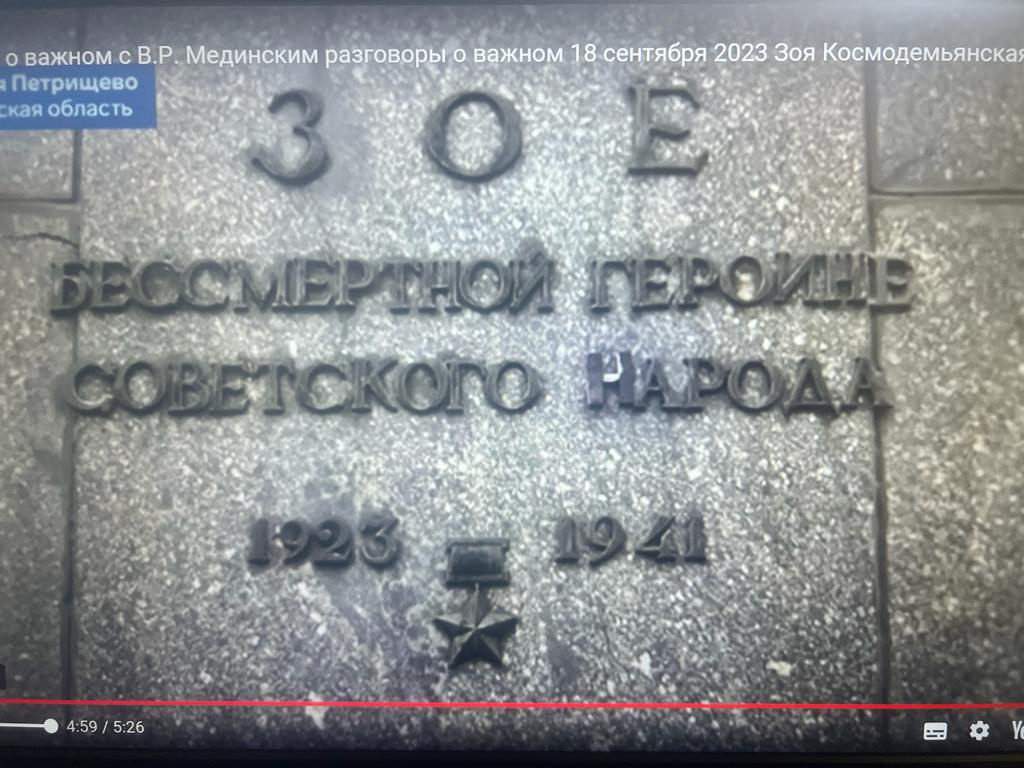 о важном с В.Р. Мединским разговоры о важном 18 сентября 2023 Зоя Космодемьянская
Петрищево
область
ЗОЕ
БЕССМЕРТНОЙ ГЕРОИНЕ
СОВЕТСКОГО НАРОДА
1923 1941
4:59 / 5:26